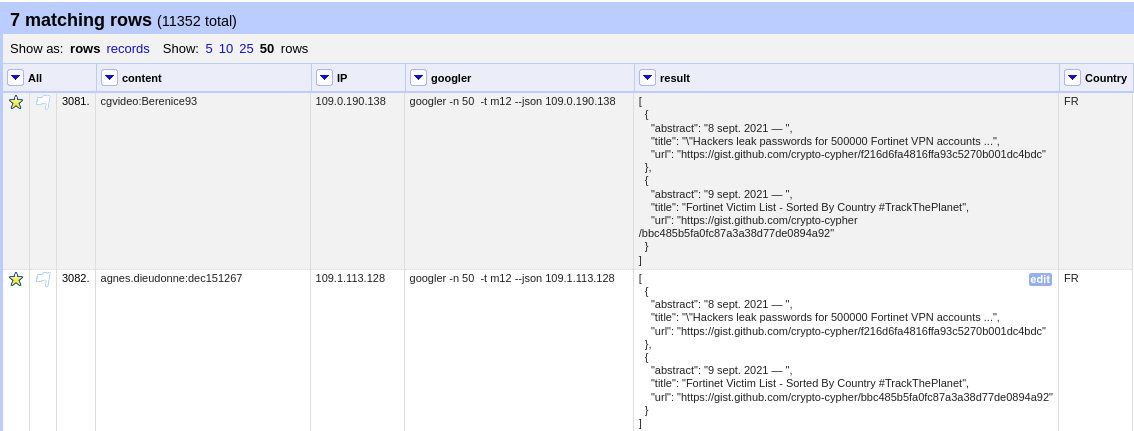 7 matching rows (11352 total)
Show as: rows records Show: 5 10 25 50 rows
All content IP googler result Country
3081. cgvideo:Berenice93 109.0.190.138 googler -n 50 -t m12 --json 109.0.190.138 [ FR
{
"abstract": "8 sept. 2021 — ",
"title": "\"Hackers leak passwords for 500000 Fortinet VPN accounts ...",
"url": "https://gist.github.com/crypto-cypher/f216d6fa4816ffa93c5270b001dc4bdc"
},
{
"abstract": "9 sept. 2021 — ",
"title": "Fortinet Victim List - Sorted By Country #TrackThePlanet",
"url": "https://gist.github.com/crypto-cypher
/bbc485b5fa0fc87a3a38d77de0894a92"
}
]
3082. agnes.dieudonne:dec151267 109.1.113.128 googler -n 50 -t m12 --json 109.1.113.128 [ edit FR
{
"abstract": "8 sept. 2021 — ",
"title": "\"Hackers leak passwords for 500000 Fortinet VPN accounts ...",
"url": "https://gist.github.com/crypto-cypher/f216d6fa4816ffa93c5270b001dc4bdc"
},
{
"abstract": "9 sept. 2021 — ",
"title": "Fortinet Victim List - Sorted By Country #TrackThePlanet",
"url": "https://gist.github.com/crypto-cypher/bbc485b5fa0fc87a3a38d77de0894a92"
}
]